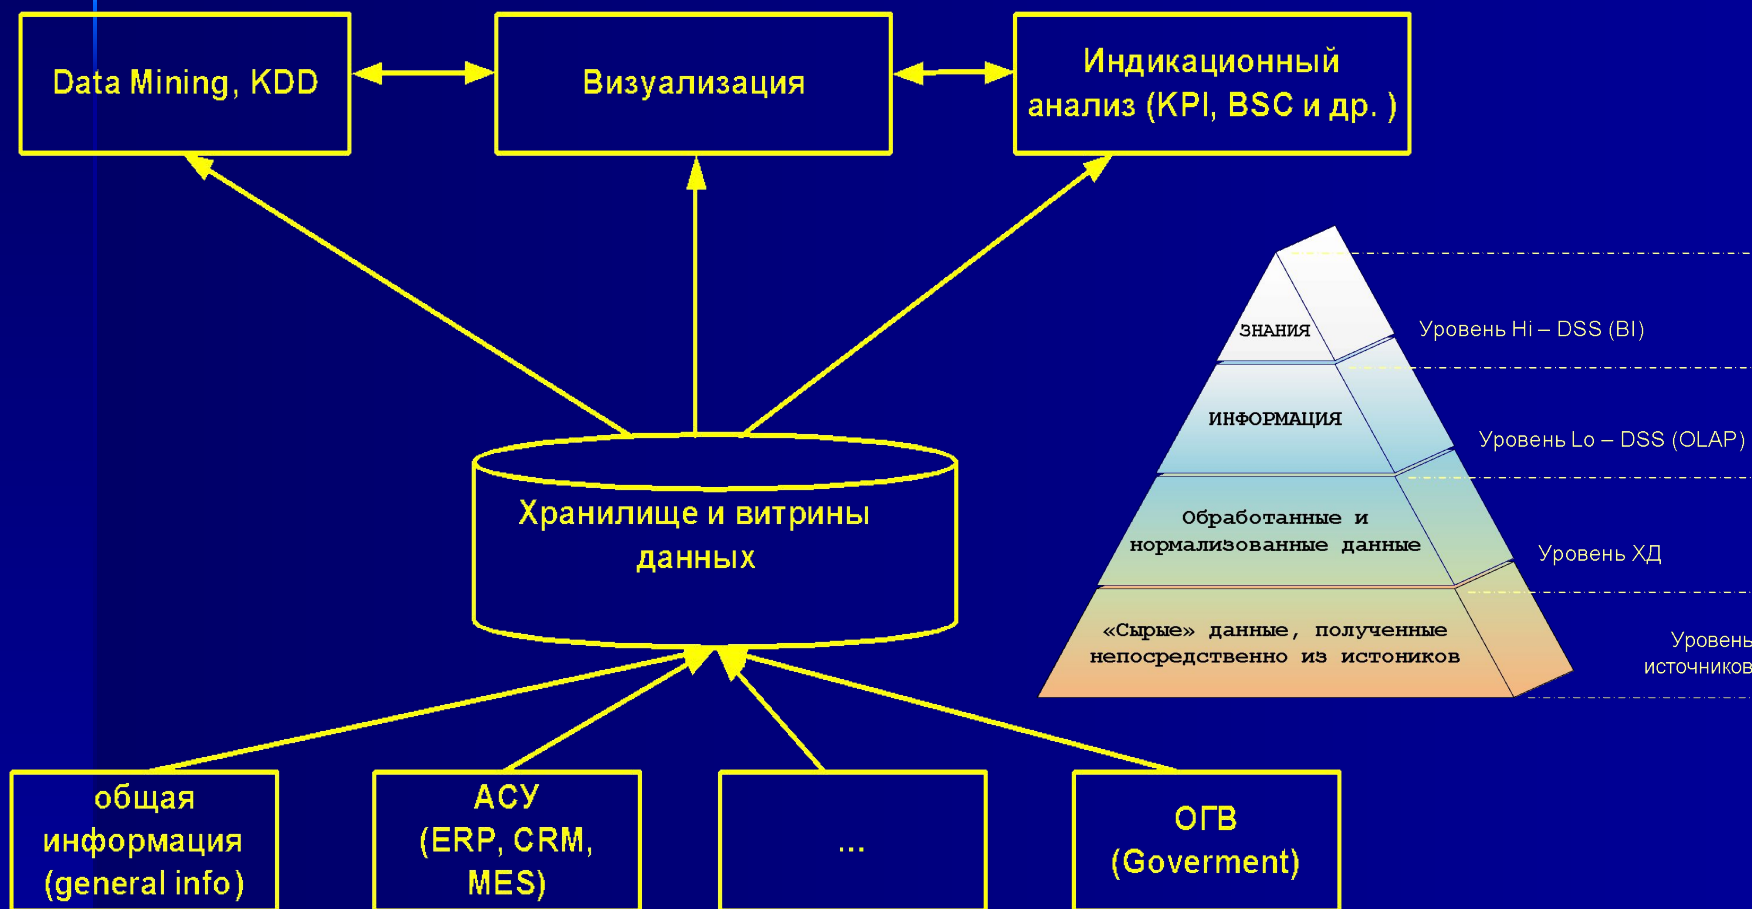 Data Mining, KDD
Визуализация
Индикационный
анализ (KPI, BSC и др. )
ЗНАНИЯ
Уровень Hi – DSS (BI)
ИНФОРМАЦИЯ
Уровень Lo – DSS (OLAP)
Хранилище и витрины
данных
Обработанные и
нормализованные данные
Уровень ХД
«Сырые» данные, полученные
непосредственно из истоников
Уровень
источников
общая
информация
(general info)
АСУ
(ERP, CRM,
MES)
...
ОГВ
(Goverment)